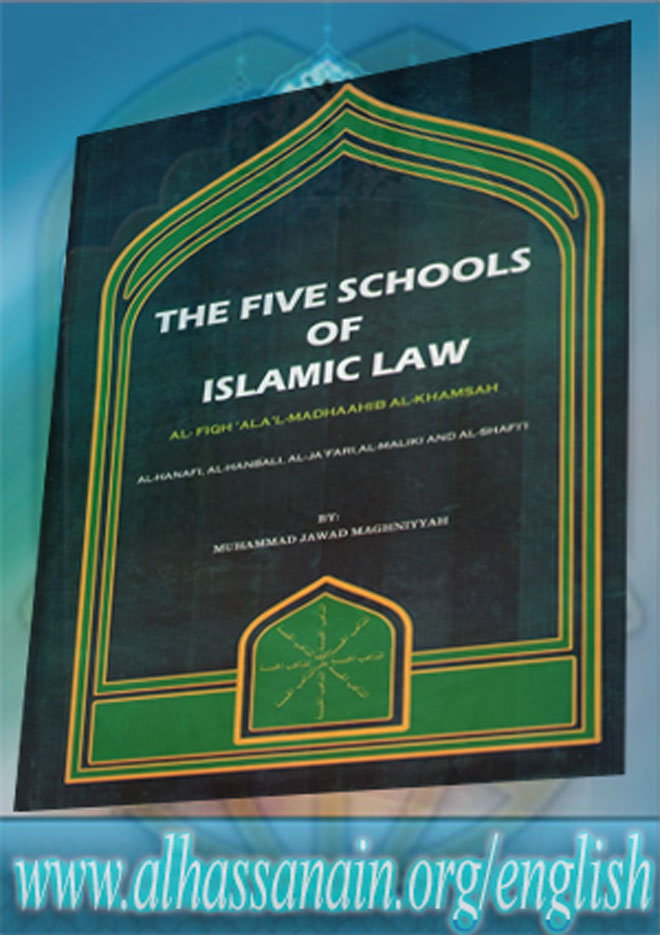 THE FIVE SCHOOLS
OF
ISLAMIC LAW
AL- FIQH 'ALA'L-MADHAAHIB AL-KHAMSAH
AL-HANAFI, AL-HANBALI, AL-JA'FARI,AL-MALIKI AND AL-SHAFI'I
BY:
MUHAMMAD JAWAD MAGHNIYYAH
www.alhassanain.org/english